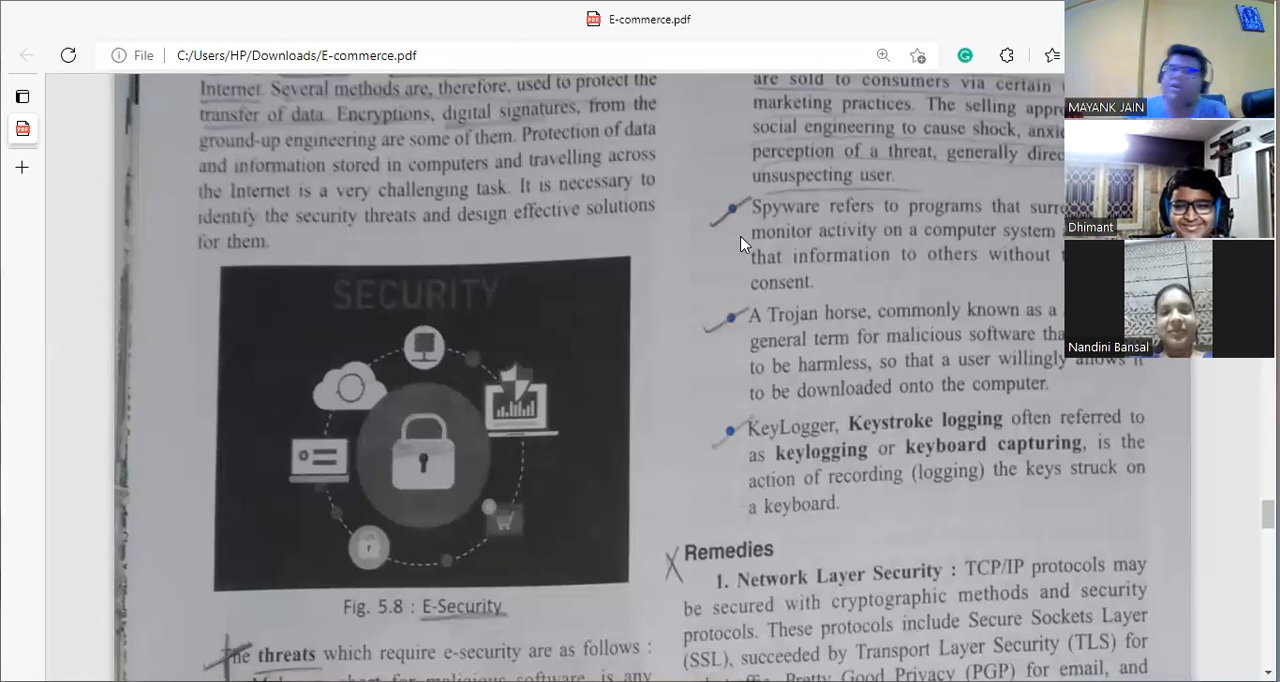 E-commerce.pdf
File
C:/Users/HP/Downloads/E-commerce.pdf
Internet. Several methods are, therefore, used to protect the
transfer of data. Encryptions, digital signatures, from the
ground-up engineering are some of them. Protection of data
and information stored in computers and travelling across
the Internet is a very challenging task. It is necessary to
identify the security threats and design effective solutions
for them.
SECURITY
Fig. 5.8 : E-Security
The threats which require e-security are as follows :
are sold to consumers via certain
marketing practices. The selling
social engineering to cause shock,
perception of a threat, generally
unsuspecting user.
Spyware refers to programs that
monitor activity on a computer system
that information to others without
consent.
A Trojan horse, commonly known as a
general term for malicious software
to be harmless, so that a user willingly allows it
to be downloaded onto the computer.
KeyLogger, Keystroke logging often referred to
as keylogging or keyboard capturing, is the
action of recording (logging) the keys struck on
a keyboard.
Remedies
1. Network Layer Security : TCP/IP protocols may
be secured with cryptographic methods and security
protocols. These protocols include Secure Sockets Layer
(SSL), succeeded by Transport Layer Security (TLS) for
Pretty Good Privacy (PGP) for email, and
MAYANK JAIN
Dhimant
Nandini Bansal